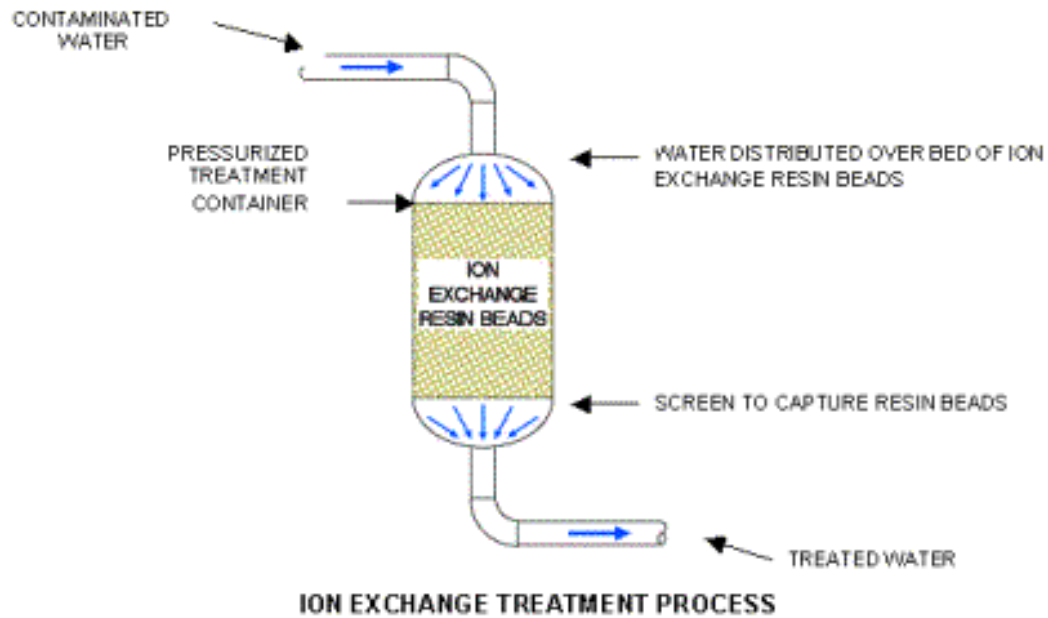 CONTAMINATED
WATER
PRESSURIZED
TREATMENT
CONTAINER
WATER DISTRIBUTED OVER BED OF ION
EXCHANGE RESIN BEADS
ION
EXCHANGE
RESIN BEADS
SCREEN TO CAPTURE RESIN BEADS
TREATED WATER
ION EXCHANGE TREATMENT PROCESS